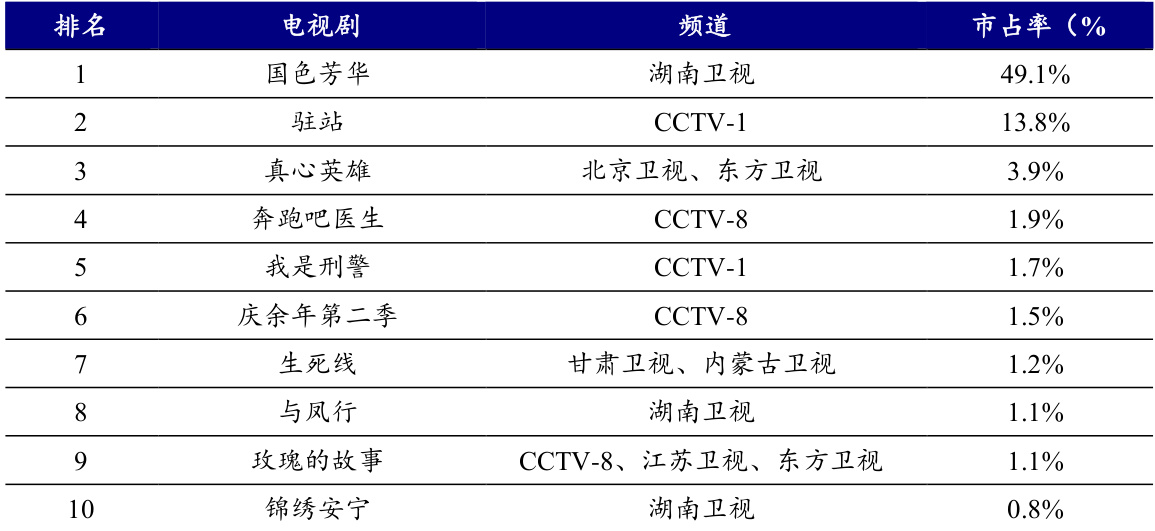 排名 电视剧 频道 市占率（%
1 国色芳华 湖南卫视 49.1%
2 驻站 CCTV-1 13.8%
3 真心英雄 北京卫视、东方卫视 3.9%
4 奔跑吧医生 CCTV-8 1.9%
5 我是刑警 CCTV-1 1.7%
6 庆余年第二季 CCTV-8 1.5%
7 生死线 甘肃卫视、内蒙古卫视 1.2%
8 与凤行 湖南卫视 1.1%
9 玫瑰的故事 CCTV-8、江苏卫视、东方卫视 1.1%
10 锦绣安宁 湖南卫视 0.8%